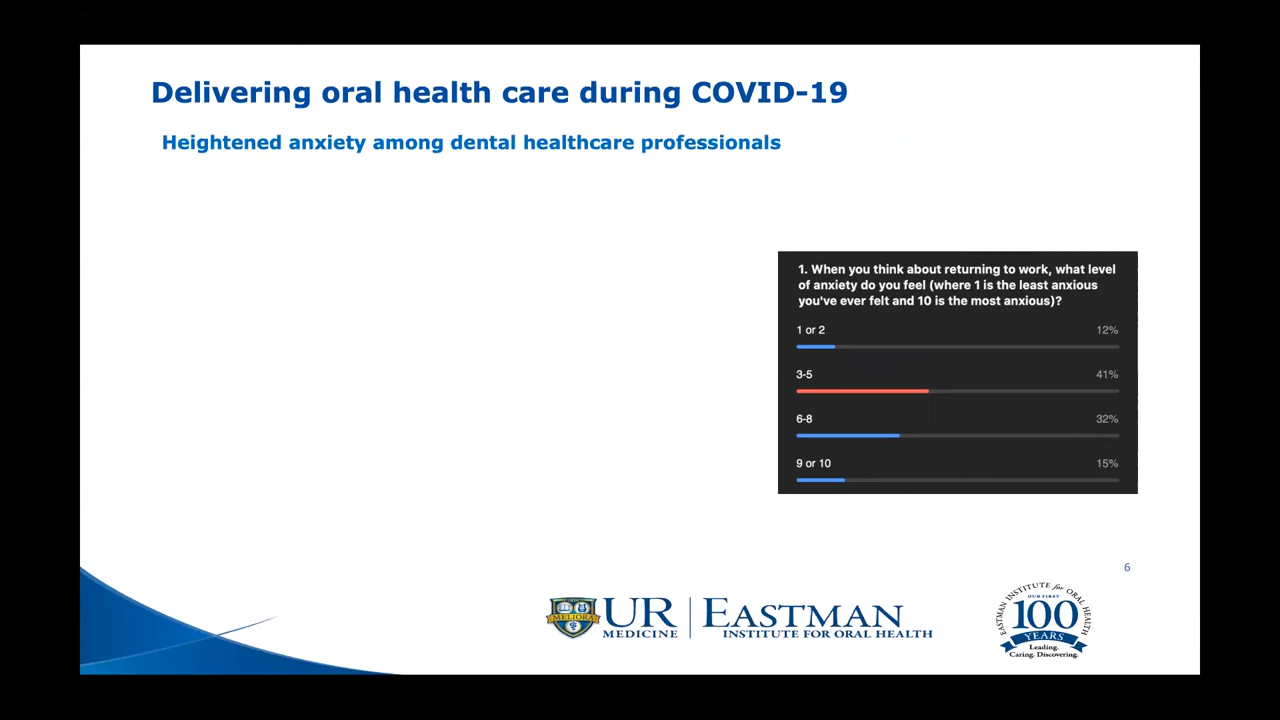 Delivering oral health care during COVID-19
Heightened anxiety among dental healthcare professionals
1. When you think about returning to work, what level
of anxiety do you feel (where 1 is the least anxious
you've ever felt and 10 is the most anxious)?
1 or 2 12%
3-5 41%
6-8 32%
9 or 10 15%
6
MELIORA
UR MEDICINE
EASTMAN
INSTITUTE FOR ORAL HEALTH
EASTMAN INSTITUTE for ORAL HEALTH
OUR FIRST
100
YEARS
Leading.
Caring. Discovering.